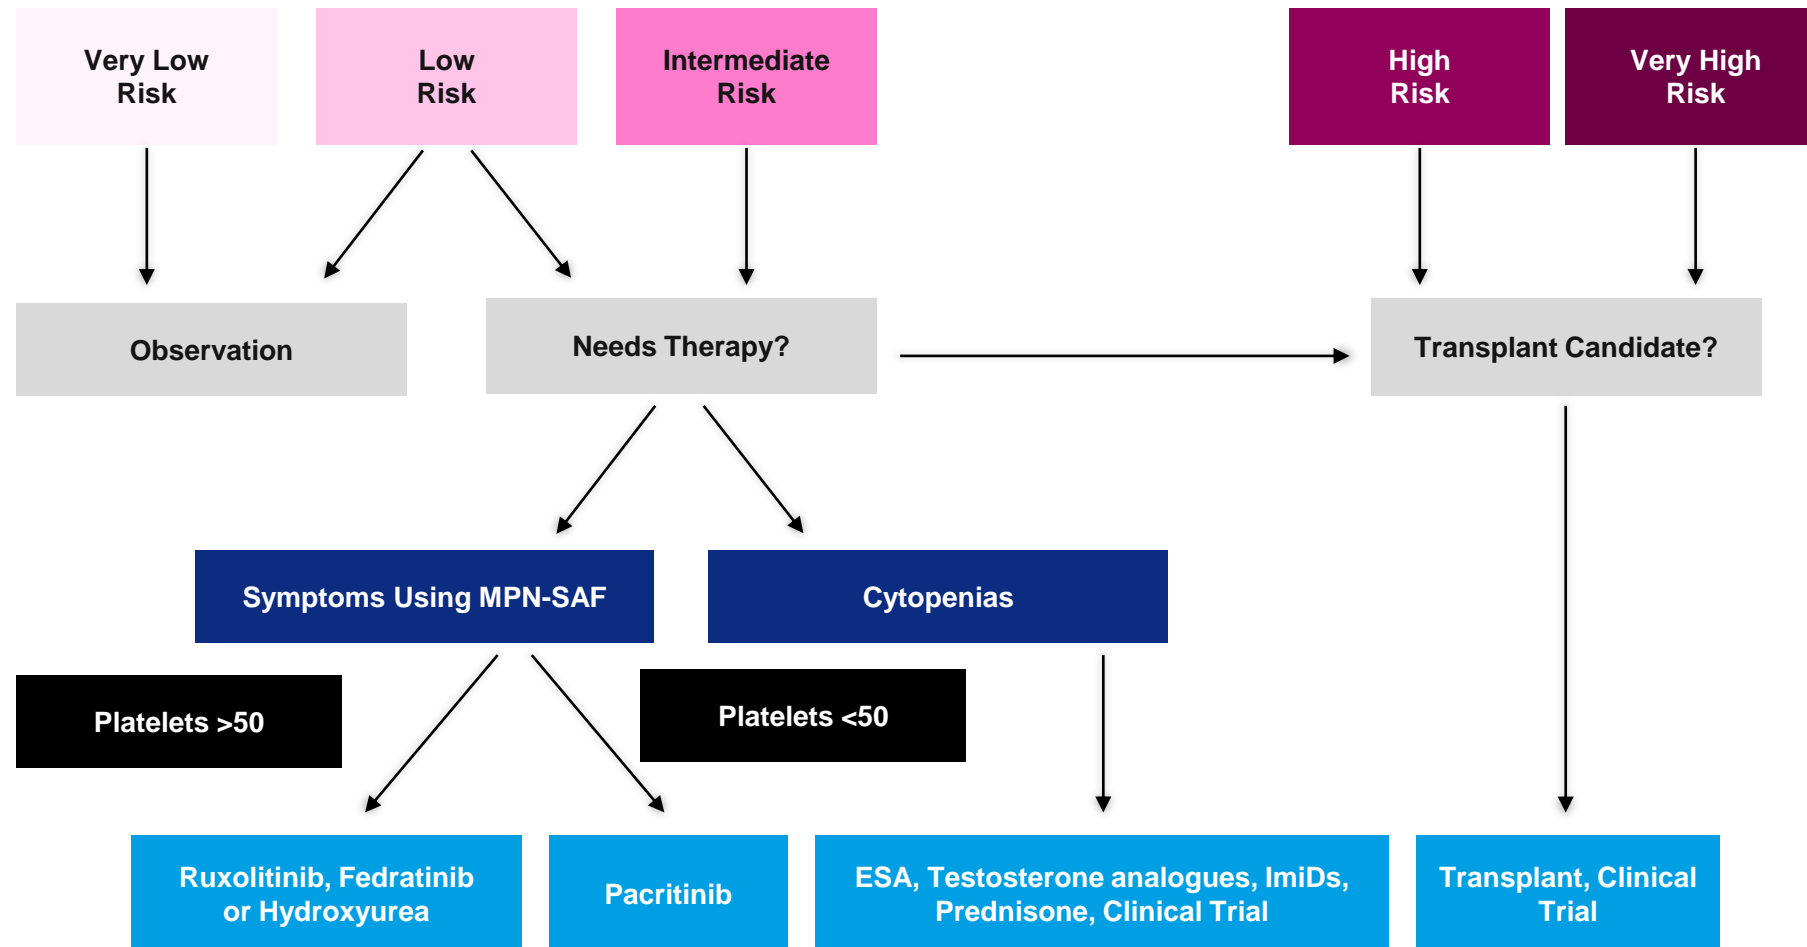 Very Low
Risk
Low
Risk
Intermediate
Risk
High
Risk
Very High
Risk
Observation
Needs Therapy?
Transplant Candidate?
Symptoms Using MPN-SAF
Cytopenias
Platelets >50
Platelets <50
Ruxolitinib, Fedratinib
or Hydroxyurea
Pacritinib
ESA, Testosterone analogues, ImiDs,
Prednisone, Clinical Trial
Transplant, Clinical
Trial